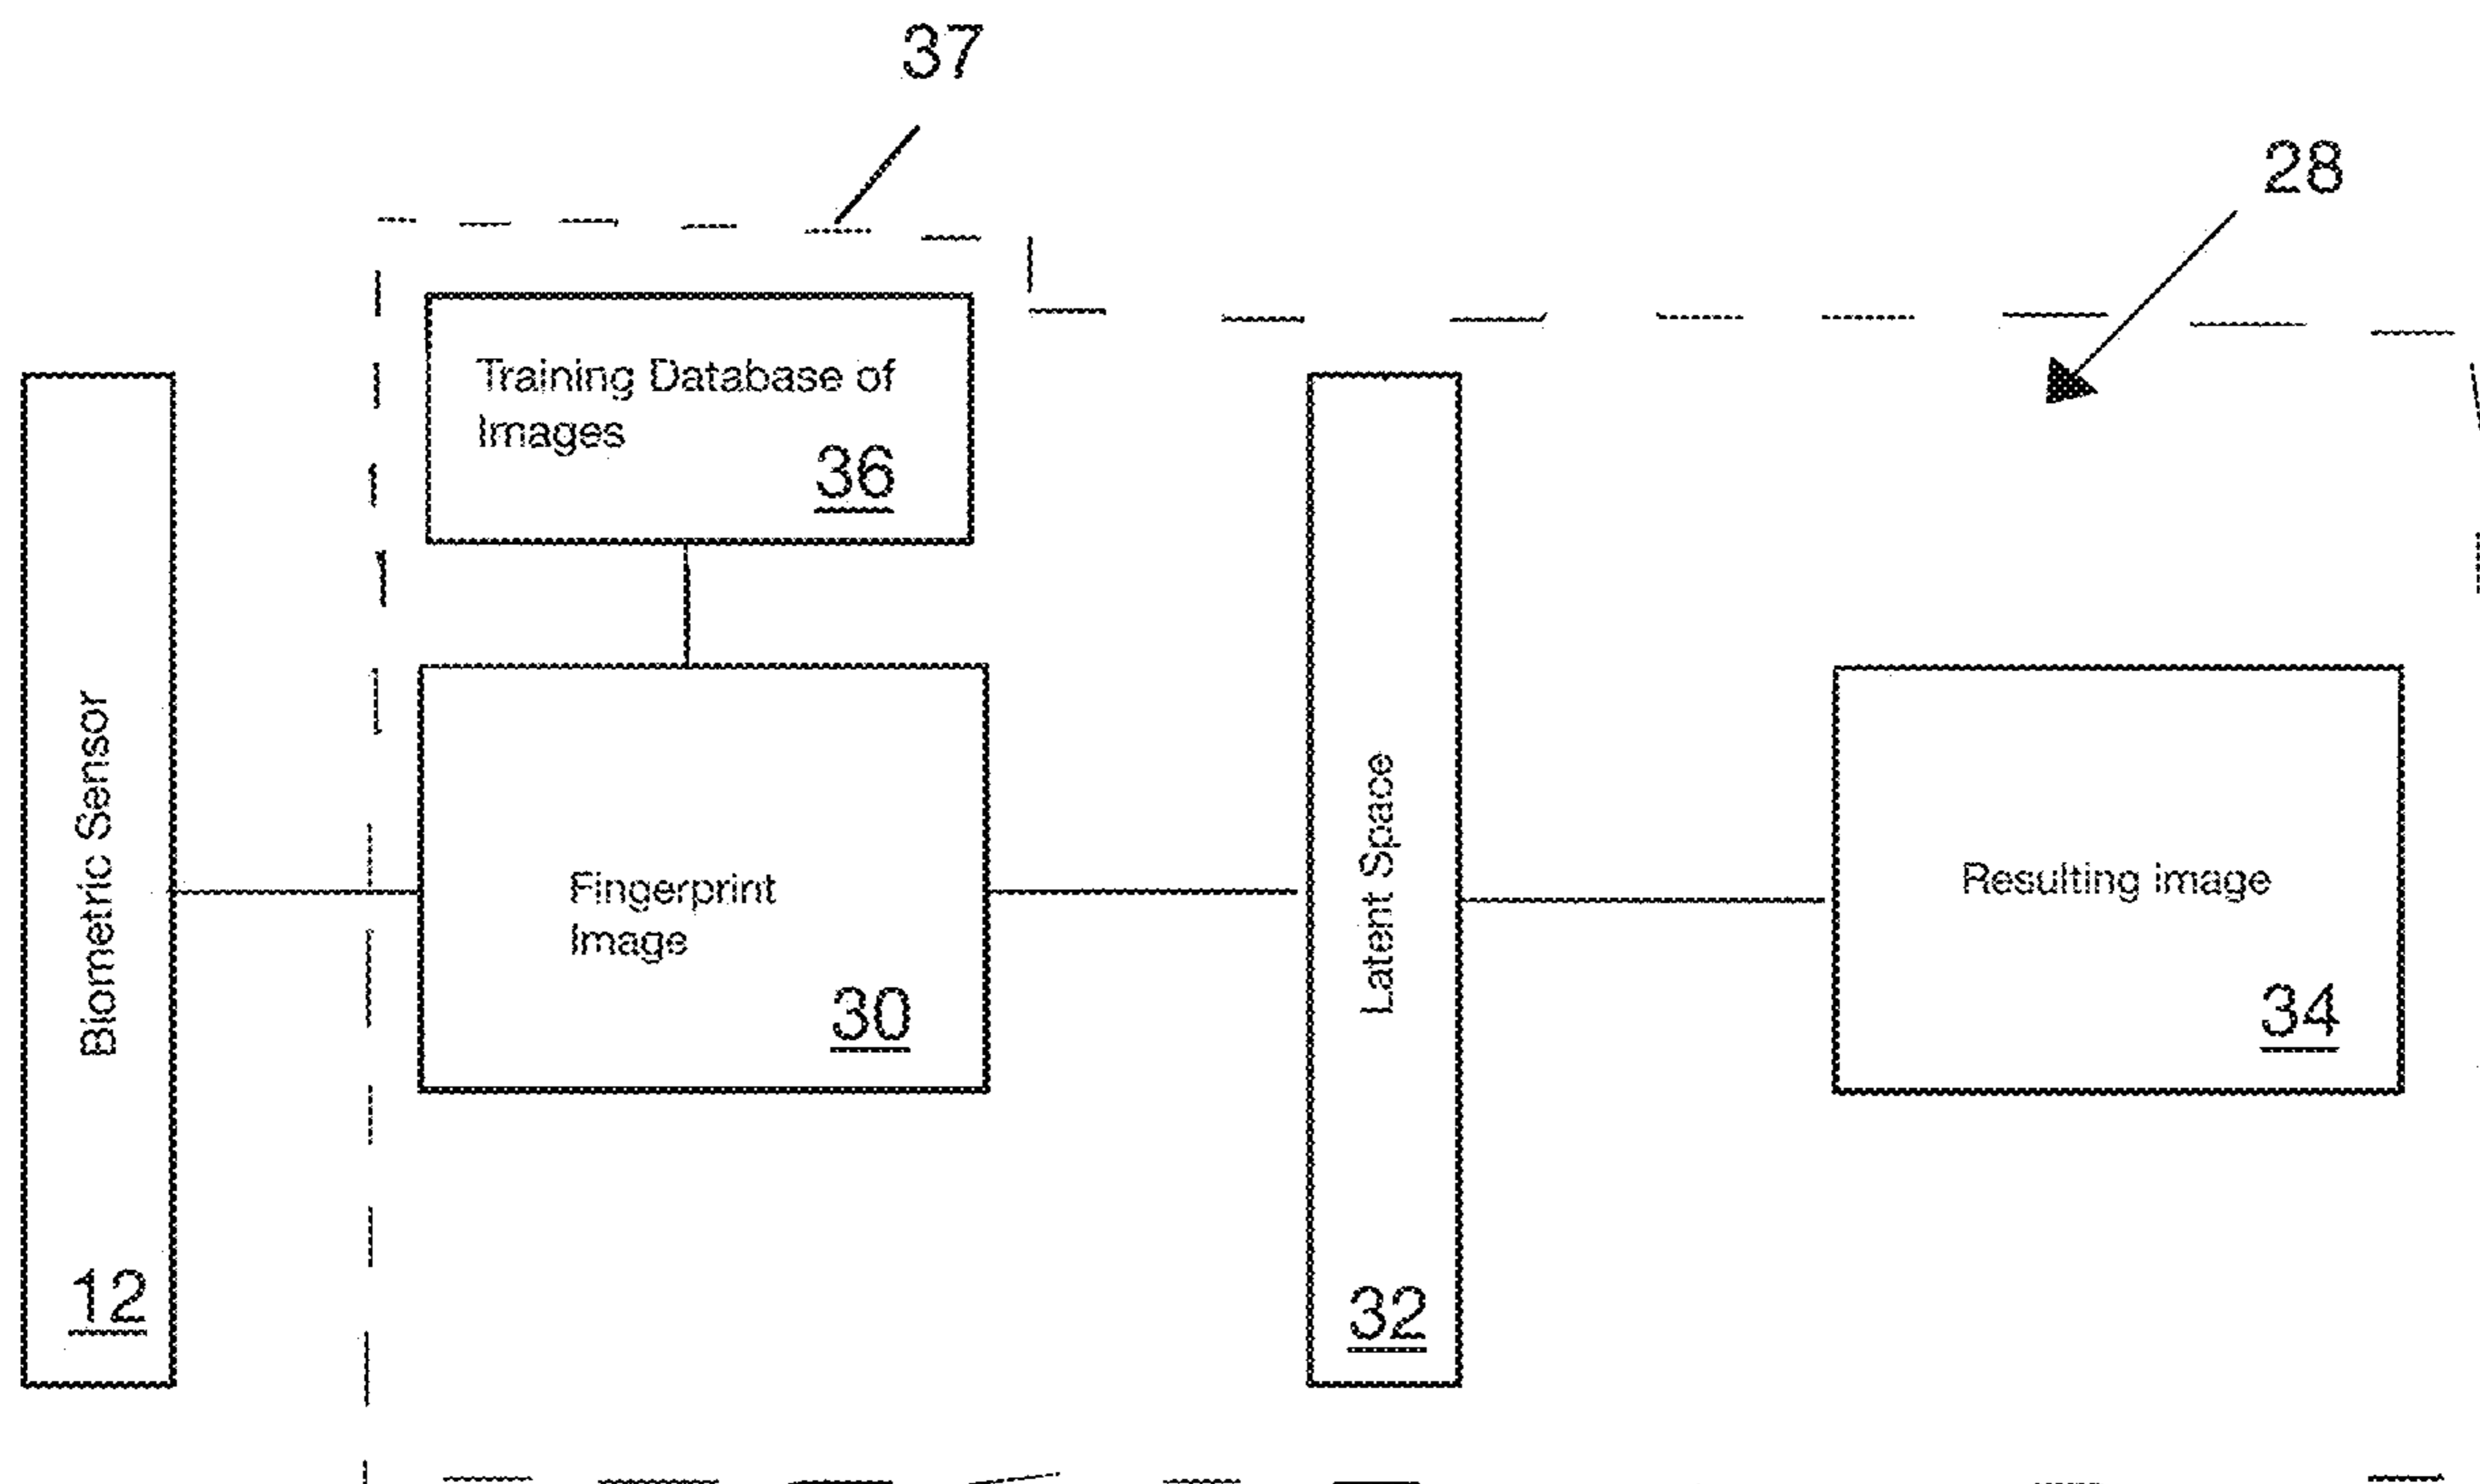 37
28
Training Database of
Images
36
Biometric Sensor
12
Fingerprint
Image
30
Latent Space
32
Resulting image
34